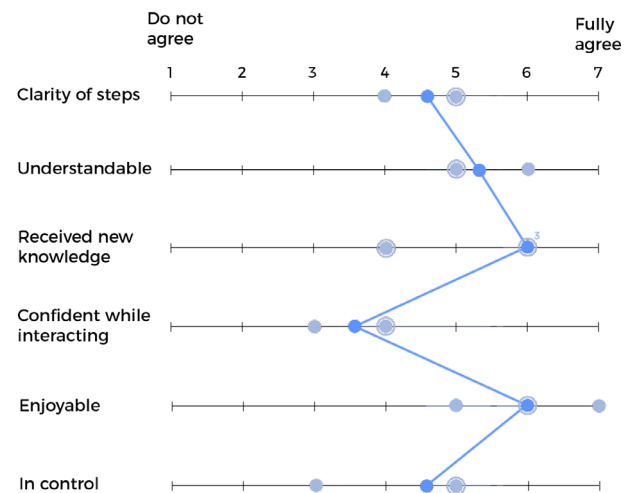 Do not
agree
Fully
agree
1 2 3 4 5 6 7
Clarity of steps
Understandable
Received new
knowledge
3
Confident while
interacting
Enjoyable
In control